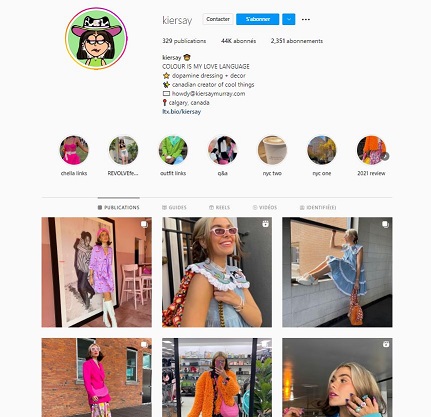 kiersay
Contacter
S'abonner
329 publications
44K abonnés
2,351 abonnements
kiersay 🤠
COLOUR IS MY LOVE LANGUAGE
dopamine dressing + decor
canadian creator of cool things
howdy@kiersaymurray.com
calgary, canada
ltx.bio/kiersay
chella links
REVOLVEfe...
outfit links
q&a
nyc two
nyc one
2021 review
PUBLICATIONS
GUIDES
REELS
VIDÉOS
IDENTIFIÉ(E)